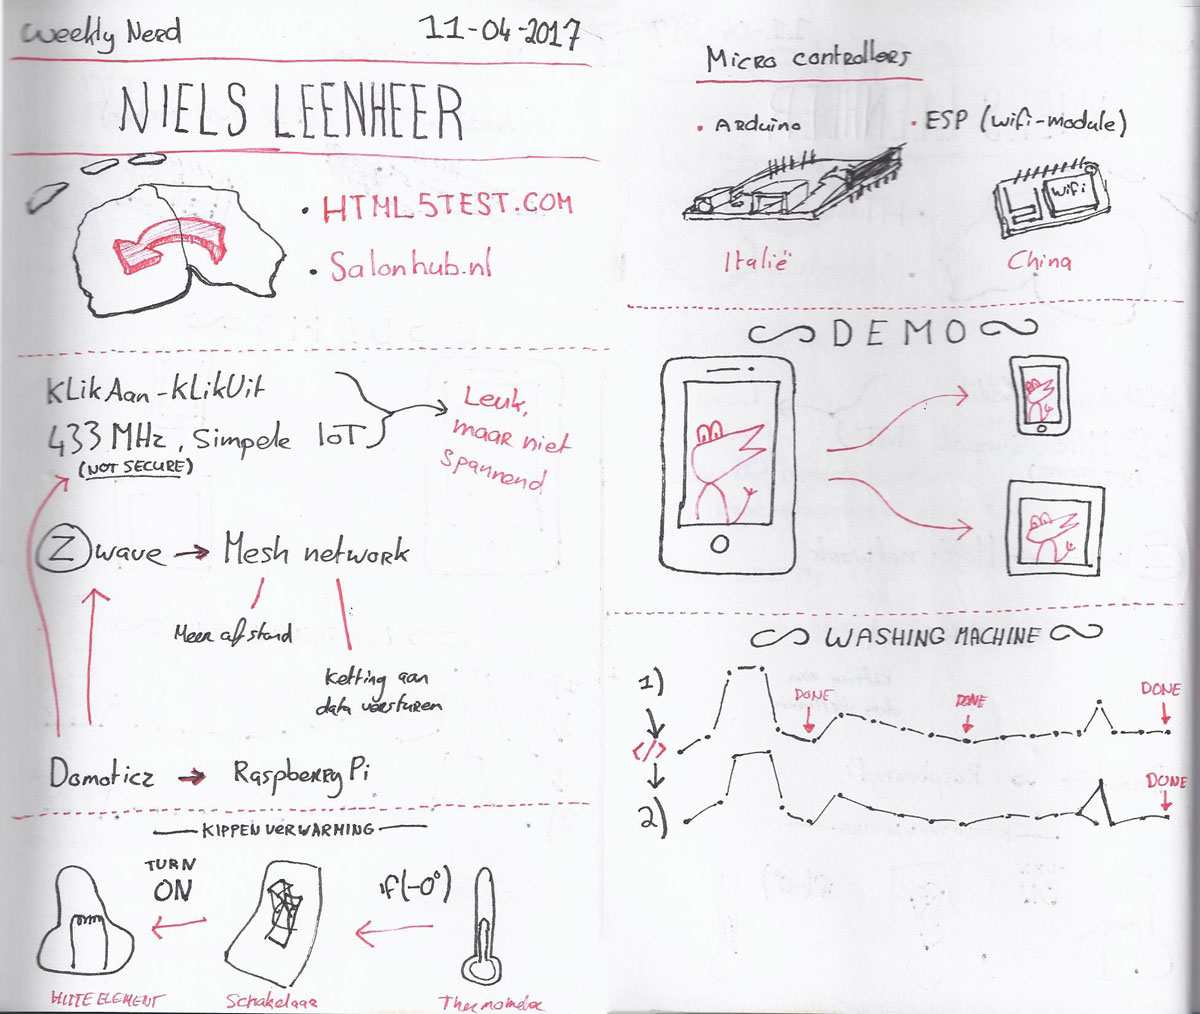 Weekly Nerd
11-04-2017
NIELS LEENHEER
• HTML5TEST.COM
• Salonhub.nl
KLikAan-KLikUit
433 MHz, Simpele IoT
(NOT SECURE)
Leuk,
maar niet
Spannend
Z wave → Mesh network
Meer afstand
Ketting aan
data versturen
Domoticz → Raspberry Pi
KIPPENVERWARMING
TURN
ON
if(-0°)
HITTE ELEMENT
Schakelaar
Thermometer
Micro controllers
• Arduino
• ESP (wifi-module)
wifi
Italië
China
DEMO
WASHING MACHINE
1)
DONE
DONE
DONE
</>
2)
DONE